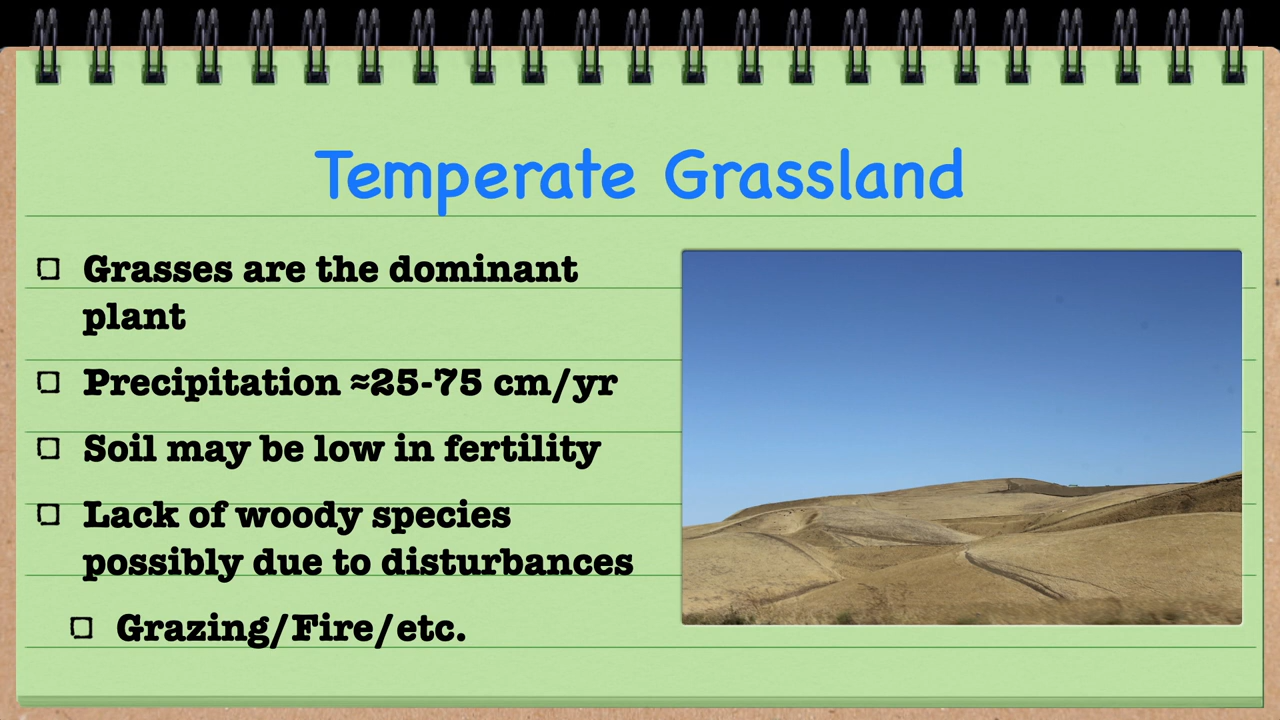 Temperate Grassland
Grasses are the dominant
plant
Precipitation ≈25-75 cm/yr
Soil may be low in fertility
Lack of woody species
possibly due to disturbances
Grazing/Fire/etc.